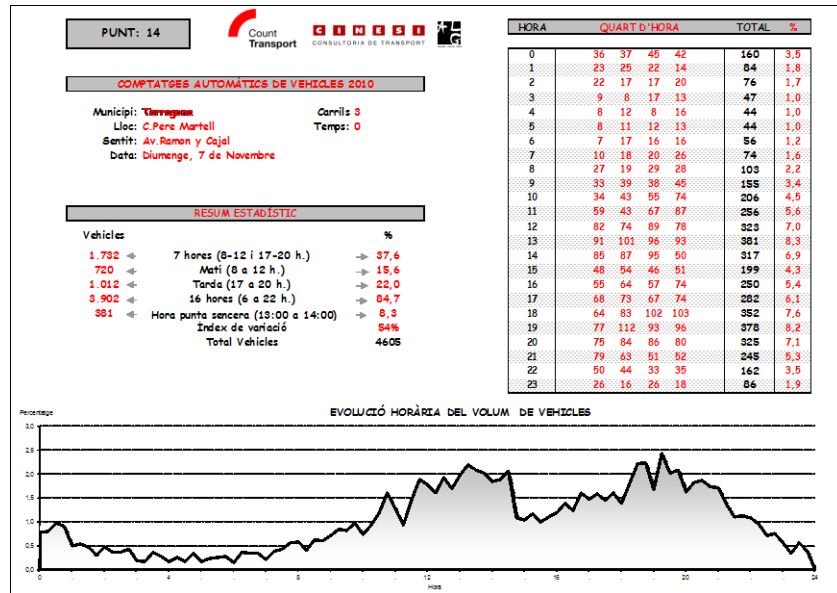 PUNT: 14
Count
Transport
CINESI
CONSULTORIA DE TRANSPORT
COMPTATGES AUTOMÀTICS DE VEHICLES 2010
Municipi: Tarragona Carrils 3
Lloc: C.Pere Martell Temps: 0
Sentit: Av.Ramon y Cajal
Data: Diumenge, 7 de Novembre
RESUM ESTADÍSTIC
Vehicles %
1.732 7 hores (8-12 i 17-20 h.) 37,6
720 Matí (8 a 12 h.) 15,6
1.012 Tarda (17 a 20 h.) 22,0
3.902 16 hores (6 a 22 h.) 84,7
381 Hora punta sencera (13:00 a 14:00) 8,3
Índex de variació 54%
Total Vehicles 4605
HORA QUART D'HORA TOTAL %
0 36 37 45 42 160 3,5
1 23 25 22 14 84 1,8
2 22 17 17 20 76 1,7
3 9 8 17 13 47 1,0
4 8 12 8 16 44 1,0
5 8 11 12 13 44 1,0
6 7 17 16 16 56 1,2
7 10 18 20 26 74 1,6
8 27 19 29 28 103 2,2
9 33 39 38 45 155 3,4
10 34 43 55 74 206 4,5
11 59 43 67 87 256 5,6
12 82 74 89 78 323 7,0
13 91 101 96 93 381 8,3
14 85 87 95 50 317 6,9
15 48 54 46 51 199 4,3
16 55 64 57 74 250 5,4
17 68 73 67 74 282 6,1
18 64 83 102 103 352 7,6
19 77 112 93 96 378 8,2
20 75 84 86 80 325 7,1
21 79 63 51 52 245 5,3
22 50 44 33 35 162 3,5
23 26 16 26 18 86 1,9
Percentatge
EVOLUCIÓ HORÀRIA DEL VOLUM DE VEHICLES
3,0
2,5
2,0
1,5
1,0
0,5
0,0
0 4 8 12 16 20 24
Hora